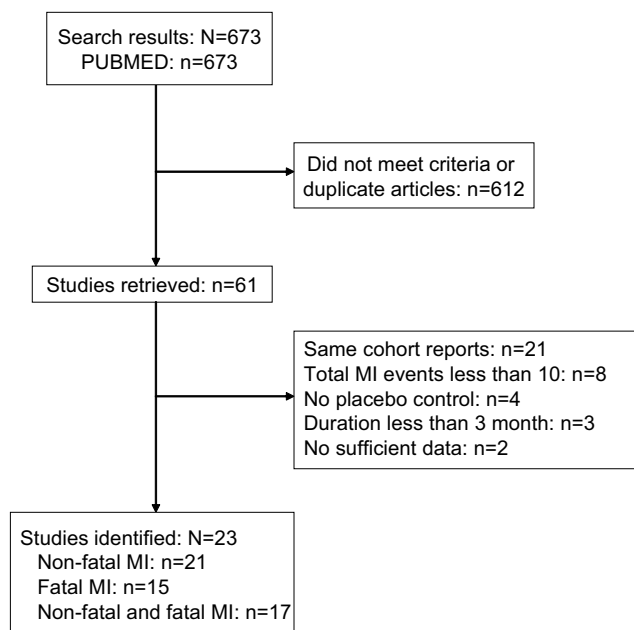 Search results: N=673
PUBMED: n=673
Did not meet criteria or
duplicate articles: n=612
Studies retrieved: n=61
Same cohort reports: n=21
Total MI events less than 10: n=8
No placebo control: n=4
Duration less than 3 month: n=3
No sufficient data: n=2
Studies identified: N=23
Non-fatal MI: n=21
Fatal MI: n=15
Non-fatal and fatal MI: n=17